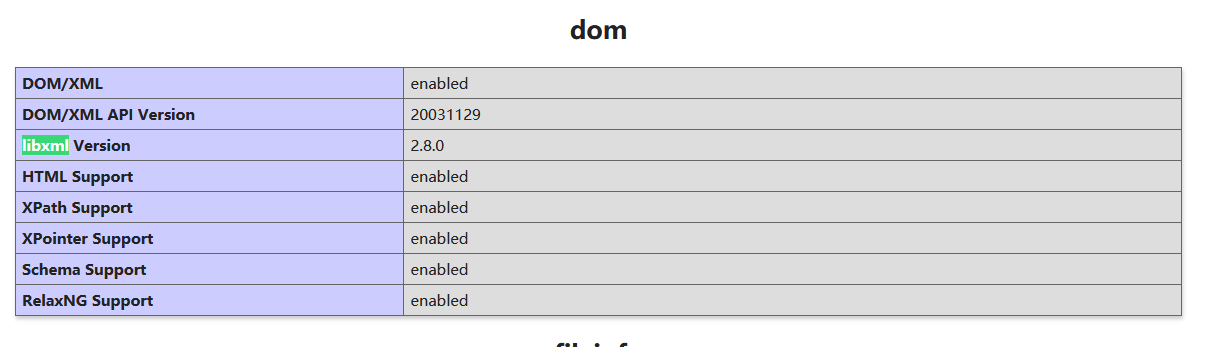 dom
DOM/XML enabled
DOM/XML API Version 20031129
libxml Version 2.8.0
HTML Support enabled
XPath Support enabled
XPointer Support enabled
Schema Support enabled
RelaxNG Support enabled